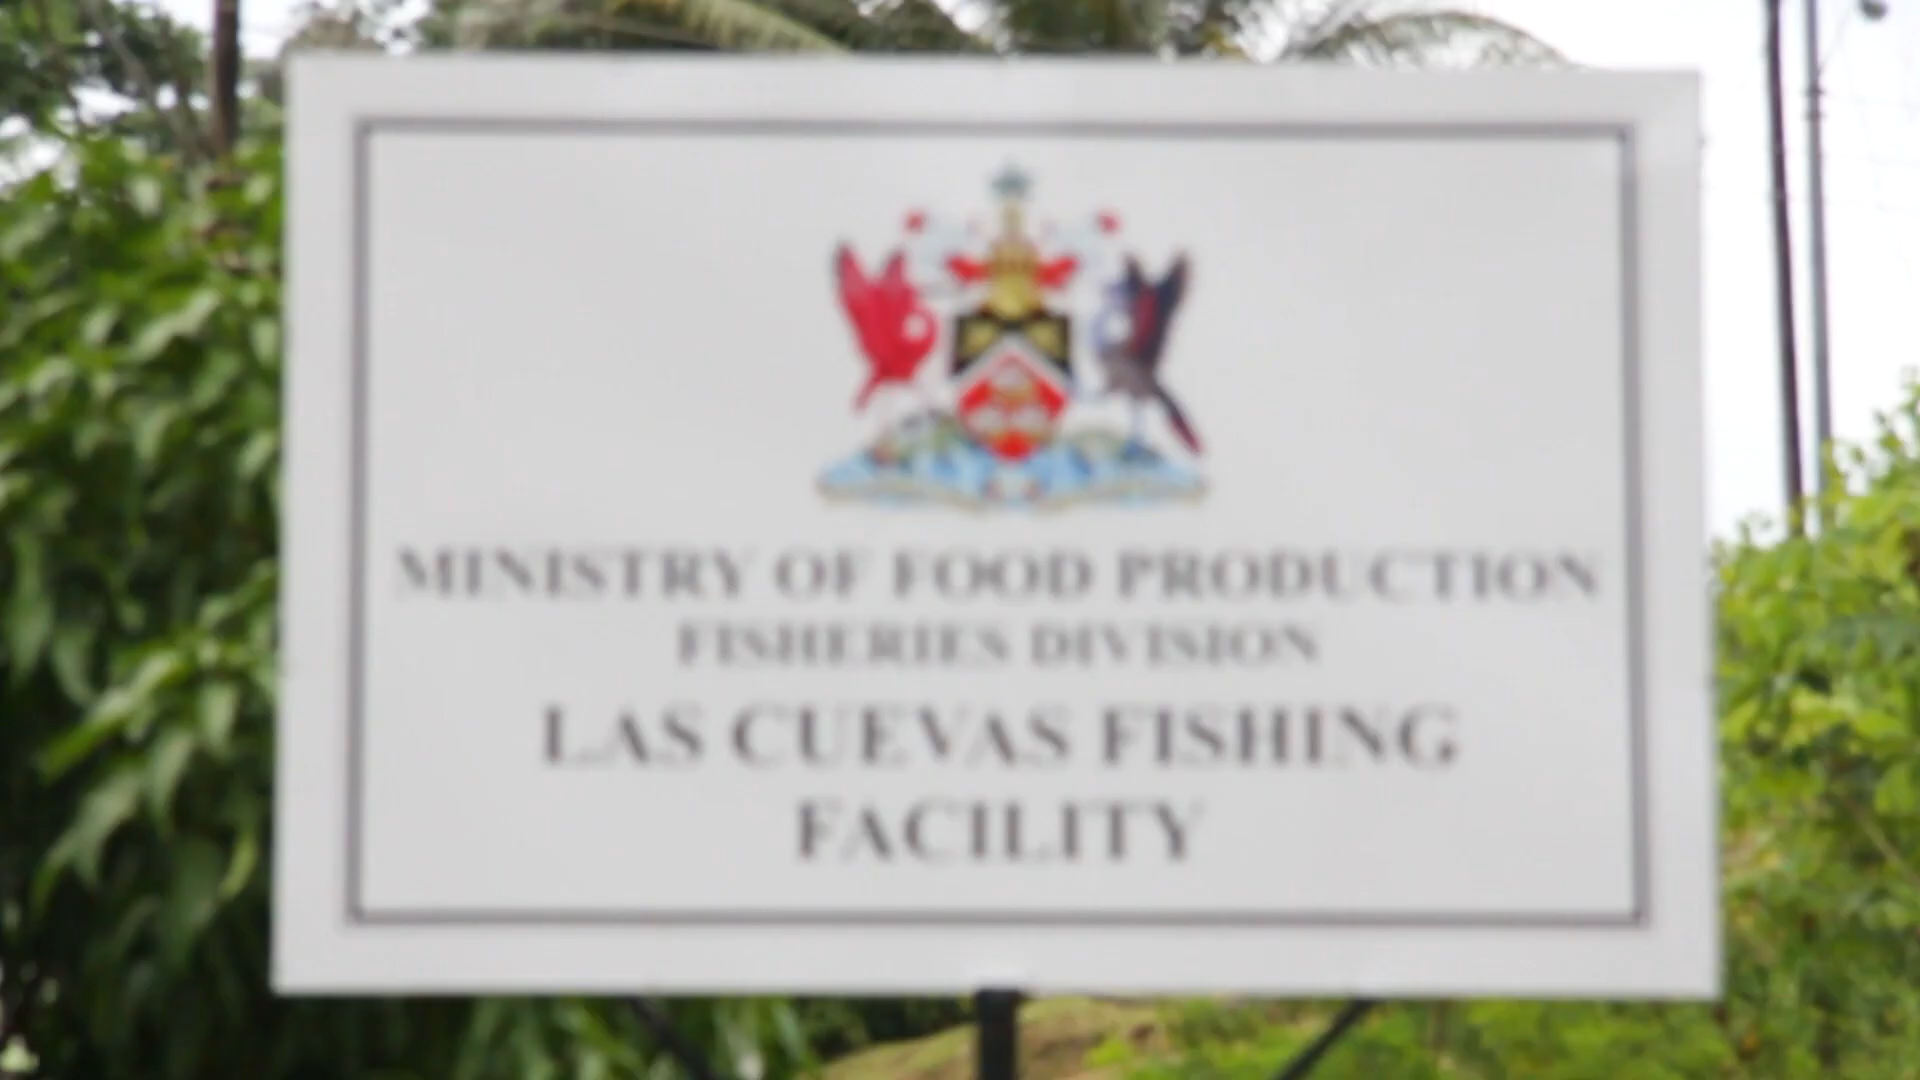 MINISTRY OF FOOD PRODUCTION
FISHERIES DIVISION
LAS CUEVAS FISHING
FACILITY